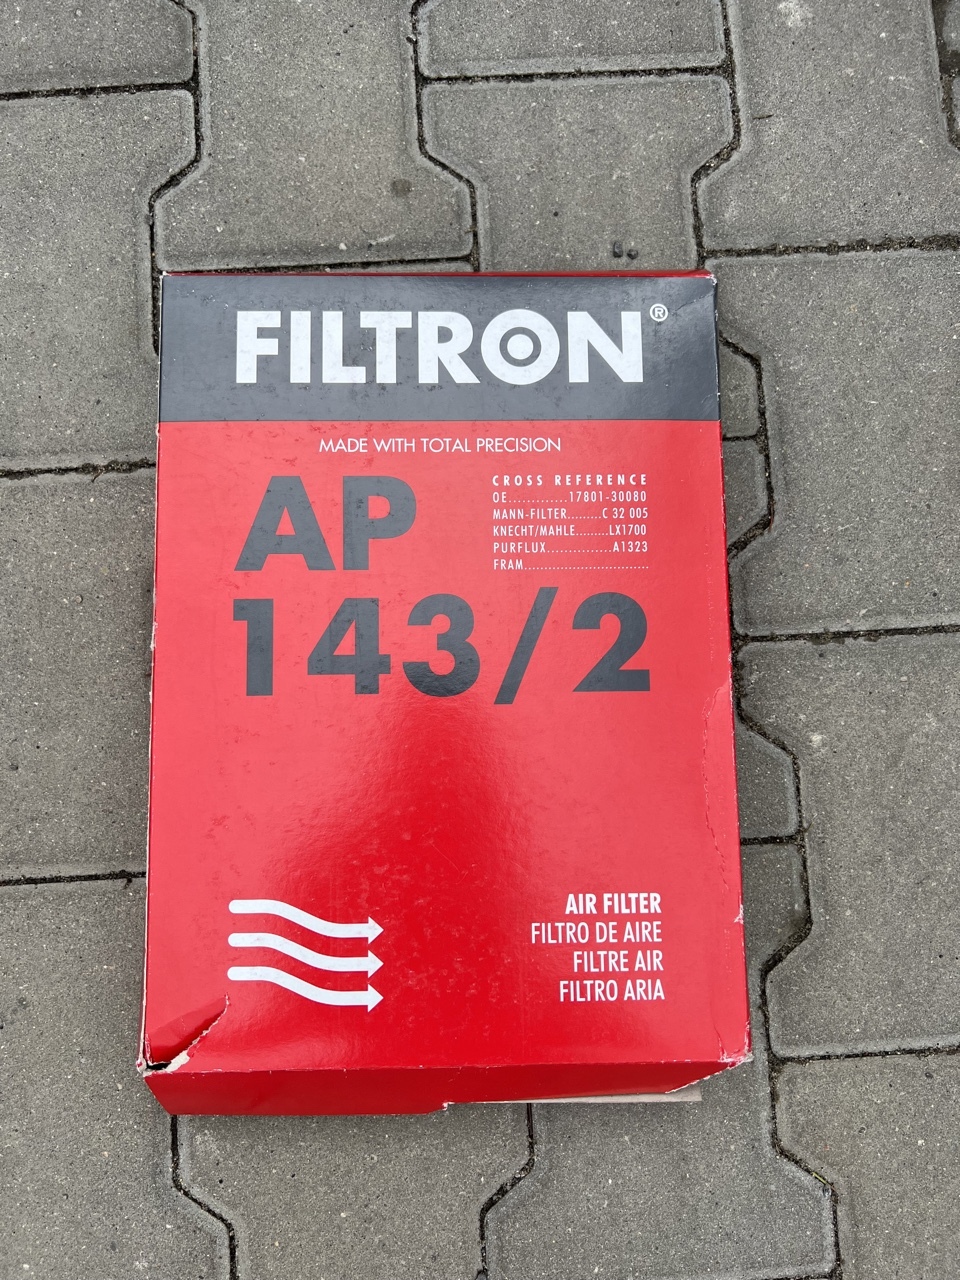 FILTRON®
MADE WITH TOTAL PRECISION
AP
143/2
CROSS REFERENCE
OE.............17801-30080
MANN-FILTER.........C 32 005
KNECHT/MAHLE.........LX1700
PURFLUX...............A1323
FRAM...............................
AIR FILTER
FILTRO DE AIRE
FILTRE AIR
FILTRO ARIA